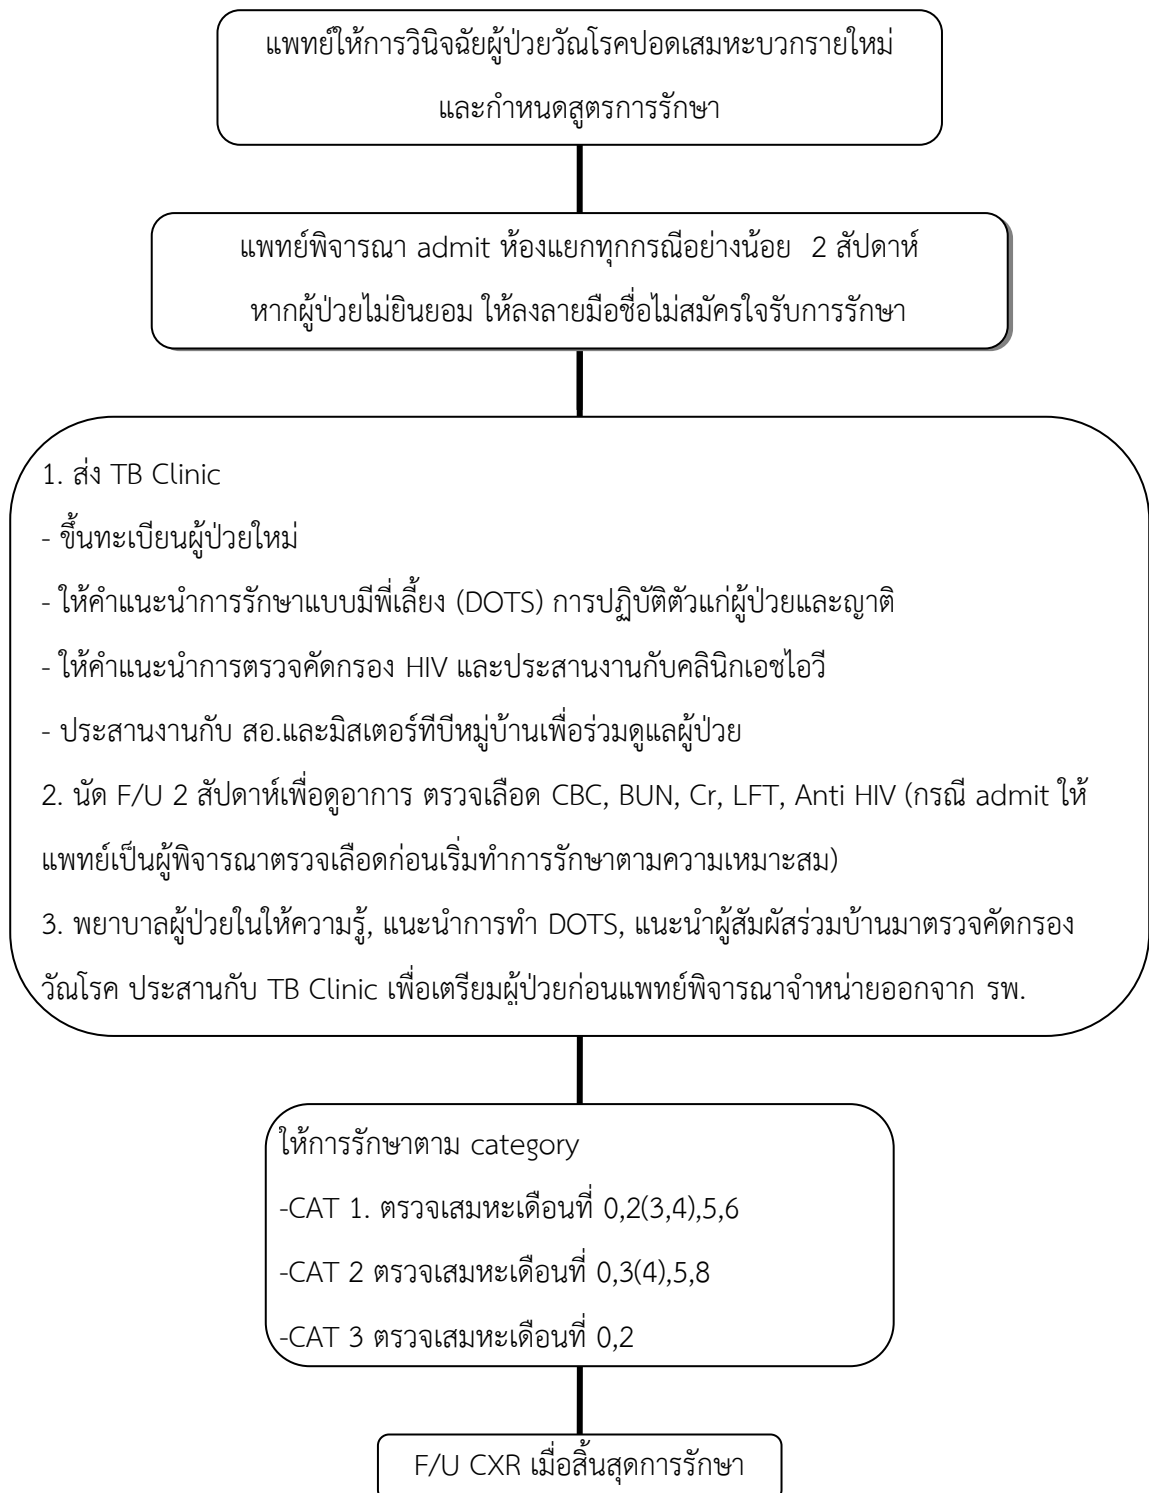 แพทย์ให้การวินิจฉัยผู้ป่วยวัณโรคปอดเสมหะบวกรายใหม่
และกำหนดสูตรการรักษา
แพทย์พิจารณา admit ห้องแยกทุกกรณีอย่างน้อย 2 สัปดาห์
หากผู้ป่วยไม่ยินยอม ให้ลงลายมือชื่อไม่สมัครใจรับการรักษา
1. ส่ง TB Clinic
- ขึ้นทะเบียนผู้ป่วยใหม่
- ให้คำแนะนำการรักษาแบบมีพี่เลี้ยง (DOTS) การปฏิบัติตัวแก่ผู้ป่วยและญาติ
- ให้คำแนะนำการตรวจคัดกรอง HIV และประสานงานกับคลินิกเอชไอวี
- ประสานงานกับ สอ.และมิสเตอร์ทีบีหมู่บ้านเพื่อร่วมดูแลผู้ป่วย
2. นัด F/U 2 สัปดาห์เพื่อดูอาการ ตรวจเลือด CBC, BUN, Cr, LFT, Anti HIV (กรณี admit ให้
แพทย์เป็นผู้พิจารณาตรวจเลือดก่อนเริ่มทำการรักษาตามความเหมาะสม)
3. พยาบาลผู้ป่วยในให้ความรู้, แนะนำการทำ DOTS, แนะนำผู้สัมผัสร่วมบ้านมาตรวจคัดกรอง
วัณโรค ประสานกับ TB Clinic เพื่อเตรียมผู้ป่วยก่อนแพทย์พิจารณาจำหน่ายออกจาก รพ.
ให้การรักษาตาม category
-CAT 1. ตรวจเสมหะเดือนที่ 0,2(3,4),5,6
-CAT 2 ตรวจเสมหะเดือนที่ 0,3(4),5,8
-CAT 3 ตรวจเสมหะเดือนที่ 0,2
F/U CXR เมื่อสิ้นสุดการรักษา